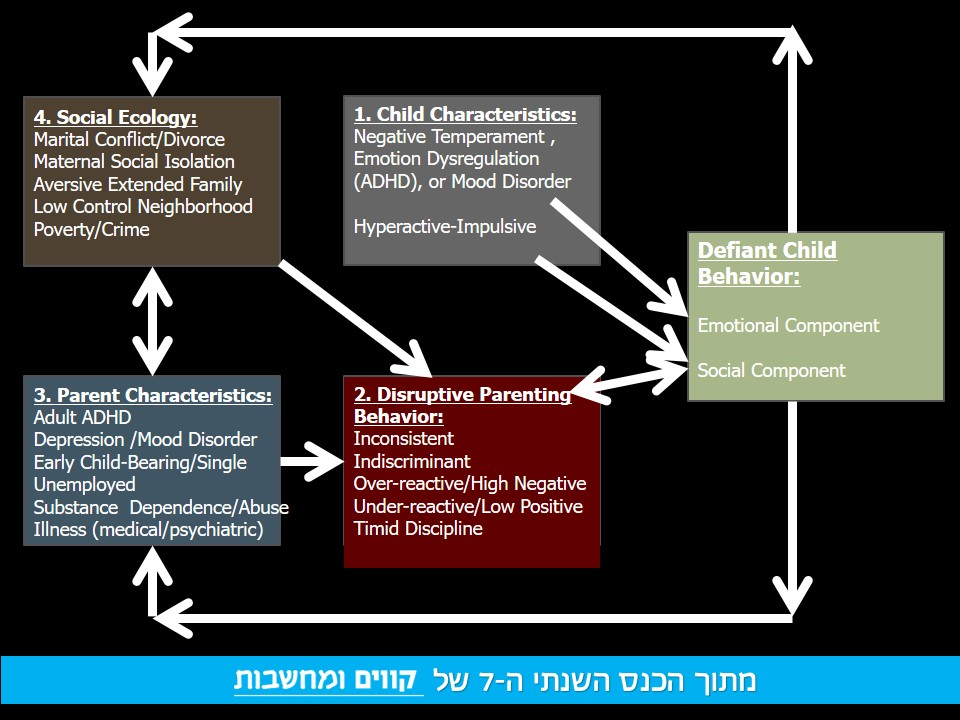 4. Social Ecology:
Marital Conflict/Divorce
Maternal Social Isolation
Aversive Extended Family
Low Control Neighborhood
Poverty/Crime
1. Child Characteristics:
Negative Temperament ,
Emotion Dysregulation
(ADHD), or Mood Disorder
Hyperactive-Impulsive
Defiant Child
Behavior:
Emotional Component
Social Component
3. Parent Characteristics:
Adult ADHD
Depression /Mood Disorder
Early Child-Bearing/Single
Unemployed
Substance  Dependence/Abuse
Illness (medical/psychiatric)
2. Disruptive Parenting
Behavior:
Inconsistent
Indiscriminant
Over-reactive/High Negative
Under-reactive/Low Positive
Timid Discipline
מתוך הכנס השנתי ה-7 של קווים ומחשבות